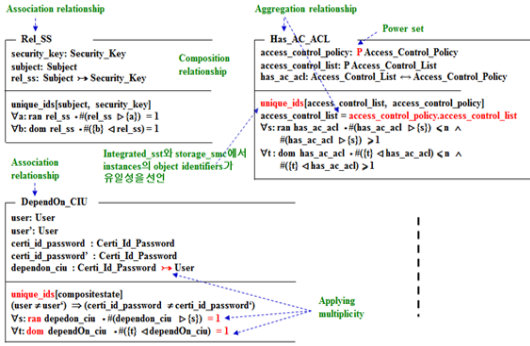 Association relationship
Rel_SS
security_key: Security_Key
subject: Subject
rel_ss: Subject ↣ Security_Key
unique_ids[subject, security_key]
∀a: ran rel_ss • #(rel_ss ▷{a}) = 1
∀b: dom rel_ss • #({b} ◁ rel_ss) = 1
Composition
relationship
Aggregation relationship
Power set
Has_AC_ACL
access_control_policy: P Access_Control_Policy
access_control_list: P Access_Control_List
has_ac_acl: Access_Control_List ↔ Access_Control_Policy
unique_ids[access_control_list, access_control_policy]
access_control_list = access_control_policy.access_control_list
∀s: ran has_ac_acl • #(has_ac_acl ▷{s}) ⩽ n ∧
#(has_ac_acl ▷{s}) ⩾1
∀t : dom has_ac_acl • #({t} ◁ has_ac_acl) ⩽ n ∧
#({t} ◁ has_ac_acl) ⩾1
Integrated_sst와 storage_smc에서
instances의 object identifiers가
유일성을 선언
Association
relationship
DependOn_CIU
user: User
user': User
certi_id_password : Certi_Id_Password
certi_id_password' : Certi_Id_Password
dependon_ciu : Certi_Id_Password ↣ User
unique_ids[compositestate]
(user ≠ user‘) ⇒ (certi_id_password ≠ certi_id_password‘)
∀s: ran depedon_ciu • #(dependon_ciu ▷{s}) = 1
∀t: dom dependOn_ciu • #({t} ◁ dependOn_ciu) = 1
Applying
multiplicity